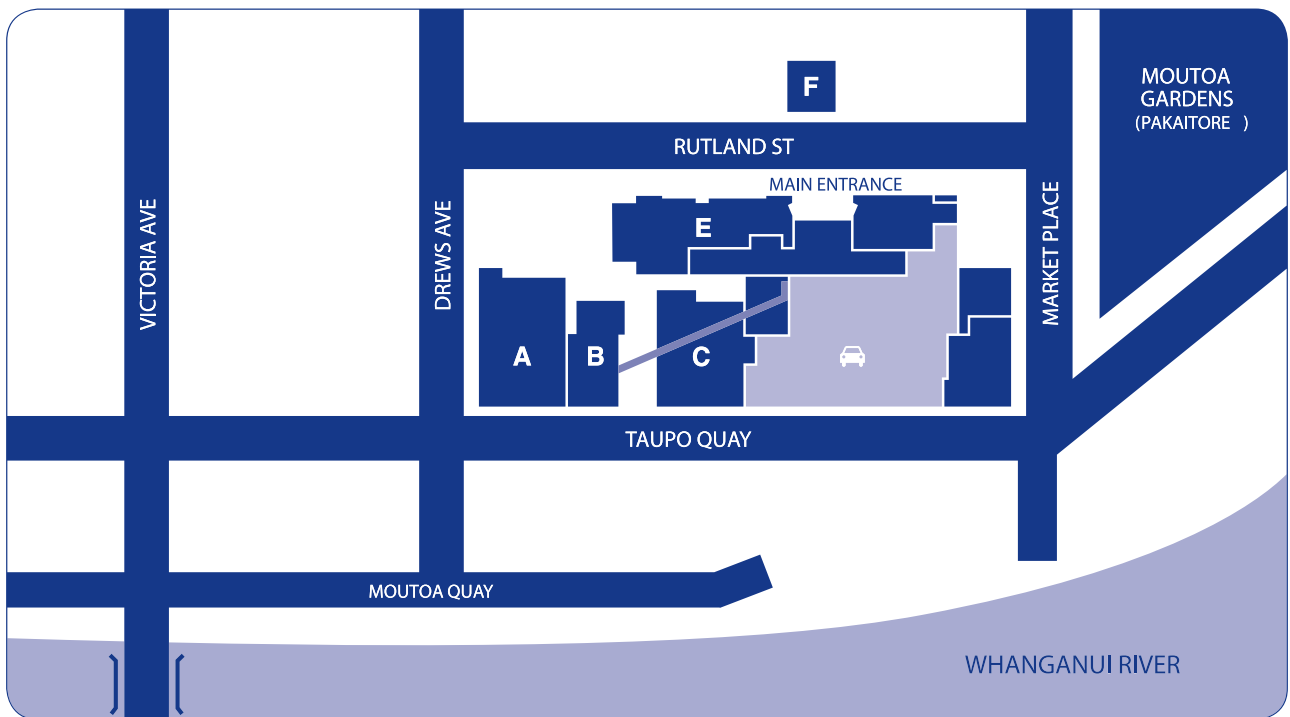 MOUTOA
GARDENS
(PAKAITORE )
F
RUTLAND ST
MAIN ENTRANCE
VICTORIA AVE
DREWS AVE
MARKET PLACE
E
A
B
C
TAUPO QUAY
MOUTOA QUAY
WHANGANUI RIVER